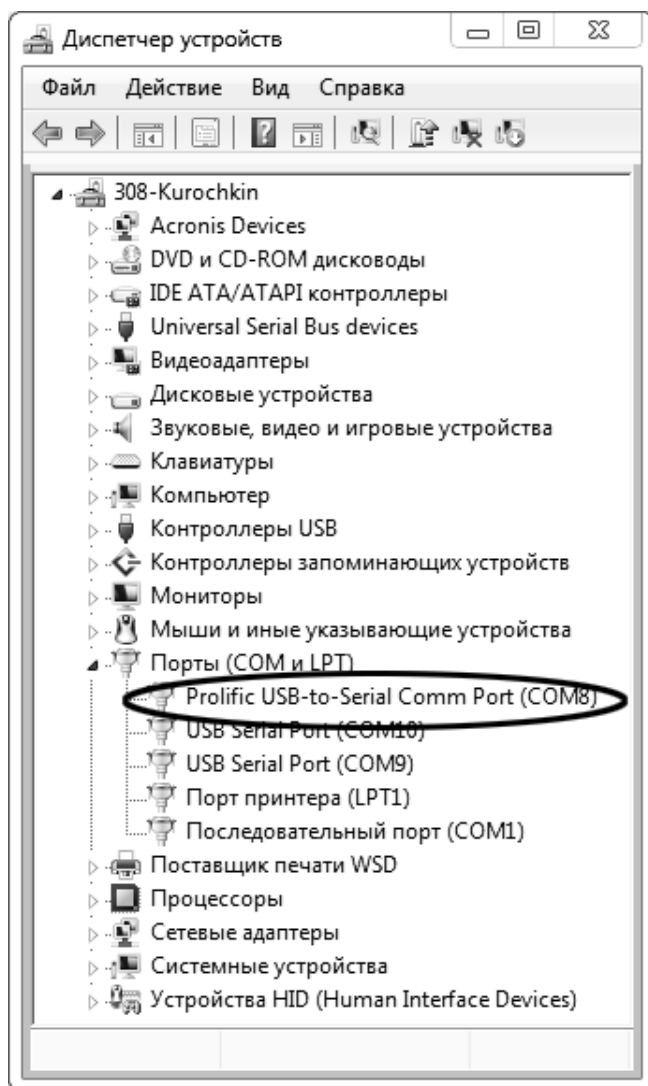 Диспетчер устройств
Файл Действие Вид Справка
308-Kurochkin
Acronis Devices
DVD и CD-ROM дисководы
IDE ATA/ATAPI контроллеры
Universal Serial Bus devices
Видеоадаптеры
Дисковые устройства
Звуковые, видео и игровые устройства
Клавиатуры
Компьютер
Контроллеры USB
Контроллеры запоминающих устройств
Мониторы
Мыши и иные указывающие устройства
Порты (COM и LPT)
Prolific USB-to-Serial Comm Port (COM8)
USB Serial Port (COM10)
USB Serial Port (COM9)
Порт принтера (LPT1)
Последовательный порт (COM1)
Поставщик печати WSD
Процессоры
Сетевые адаптеры
Системные устройства
Устройства HID (Human Interface Devices)